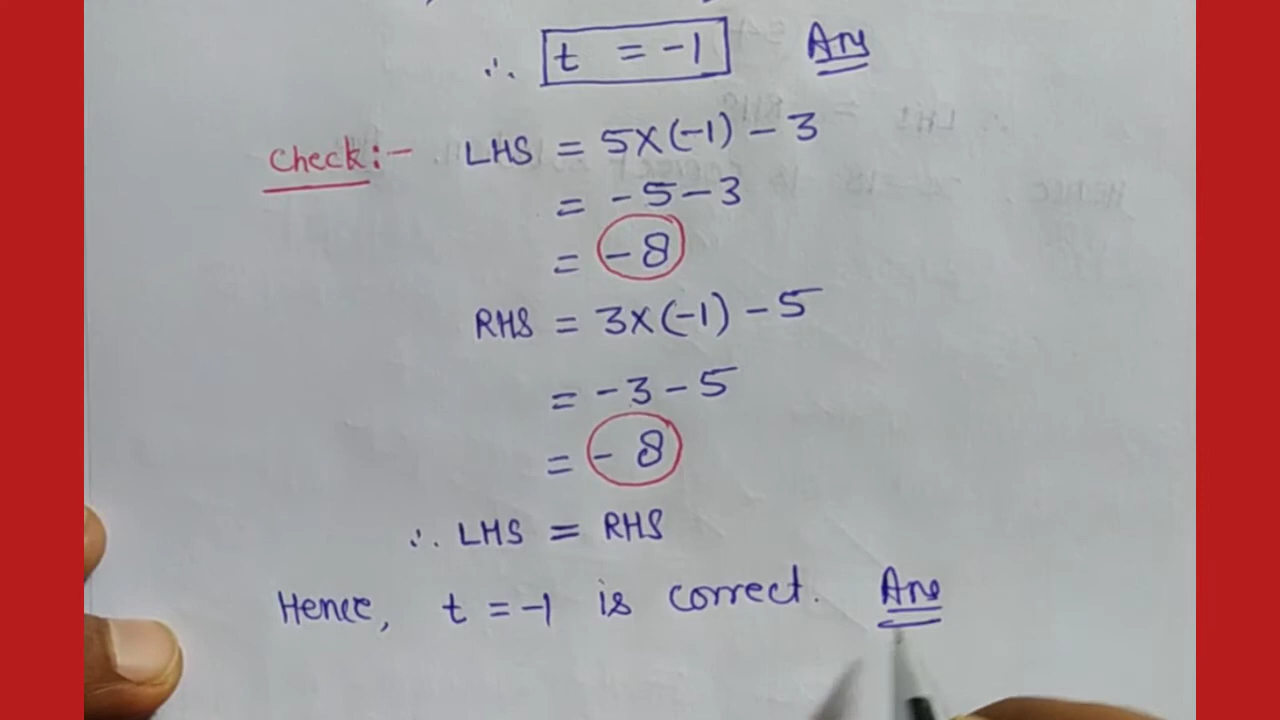 ∴ t = -1 Ans
Check:- LHS = 5×(-1) - 3
= -5-3
= -8
RHS = 3×(-1) - 5
= -3-5
= - 8
∴ LHS = RHS
Hence, t = -1 is correct. Ans